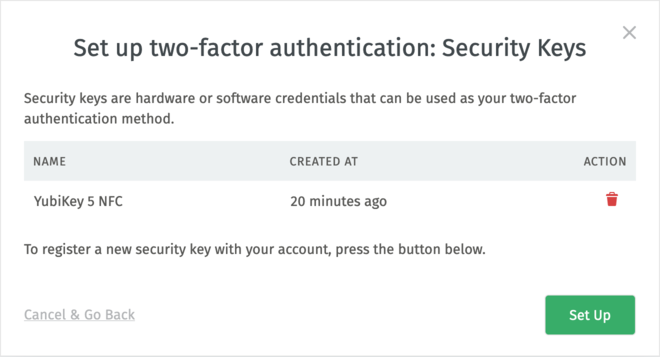 Set up two-factor authentication: Security Keys
Security keys are hardware or software credentials that can be used as your two-factor
authentication method.
NAME CREATED AT ACTION
YubiKey 5 NFC 20 minutes ago
To register a new security key with your account, press the button below.
Cancel & Go Back Set Up